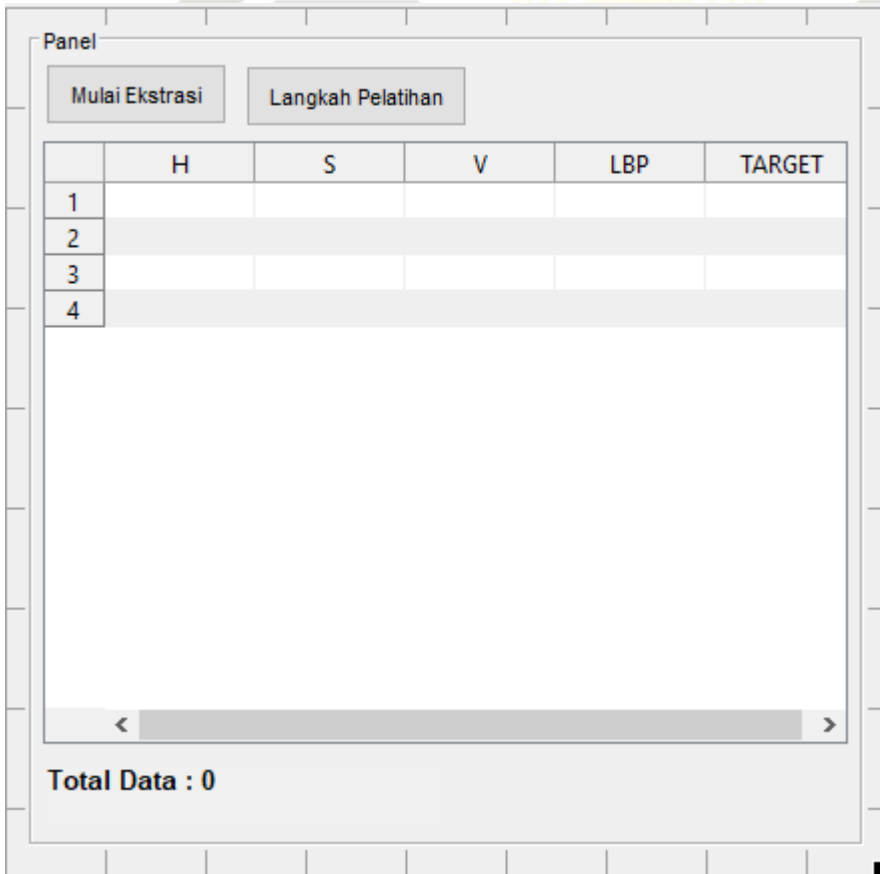 Panel
Mulai Ekstrasi Langkah Pelatihan
H S V LBP TARGET
1
2
3
4
Total Data : 0